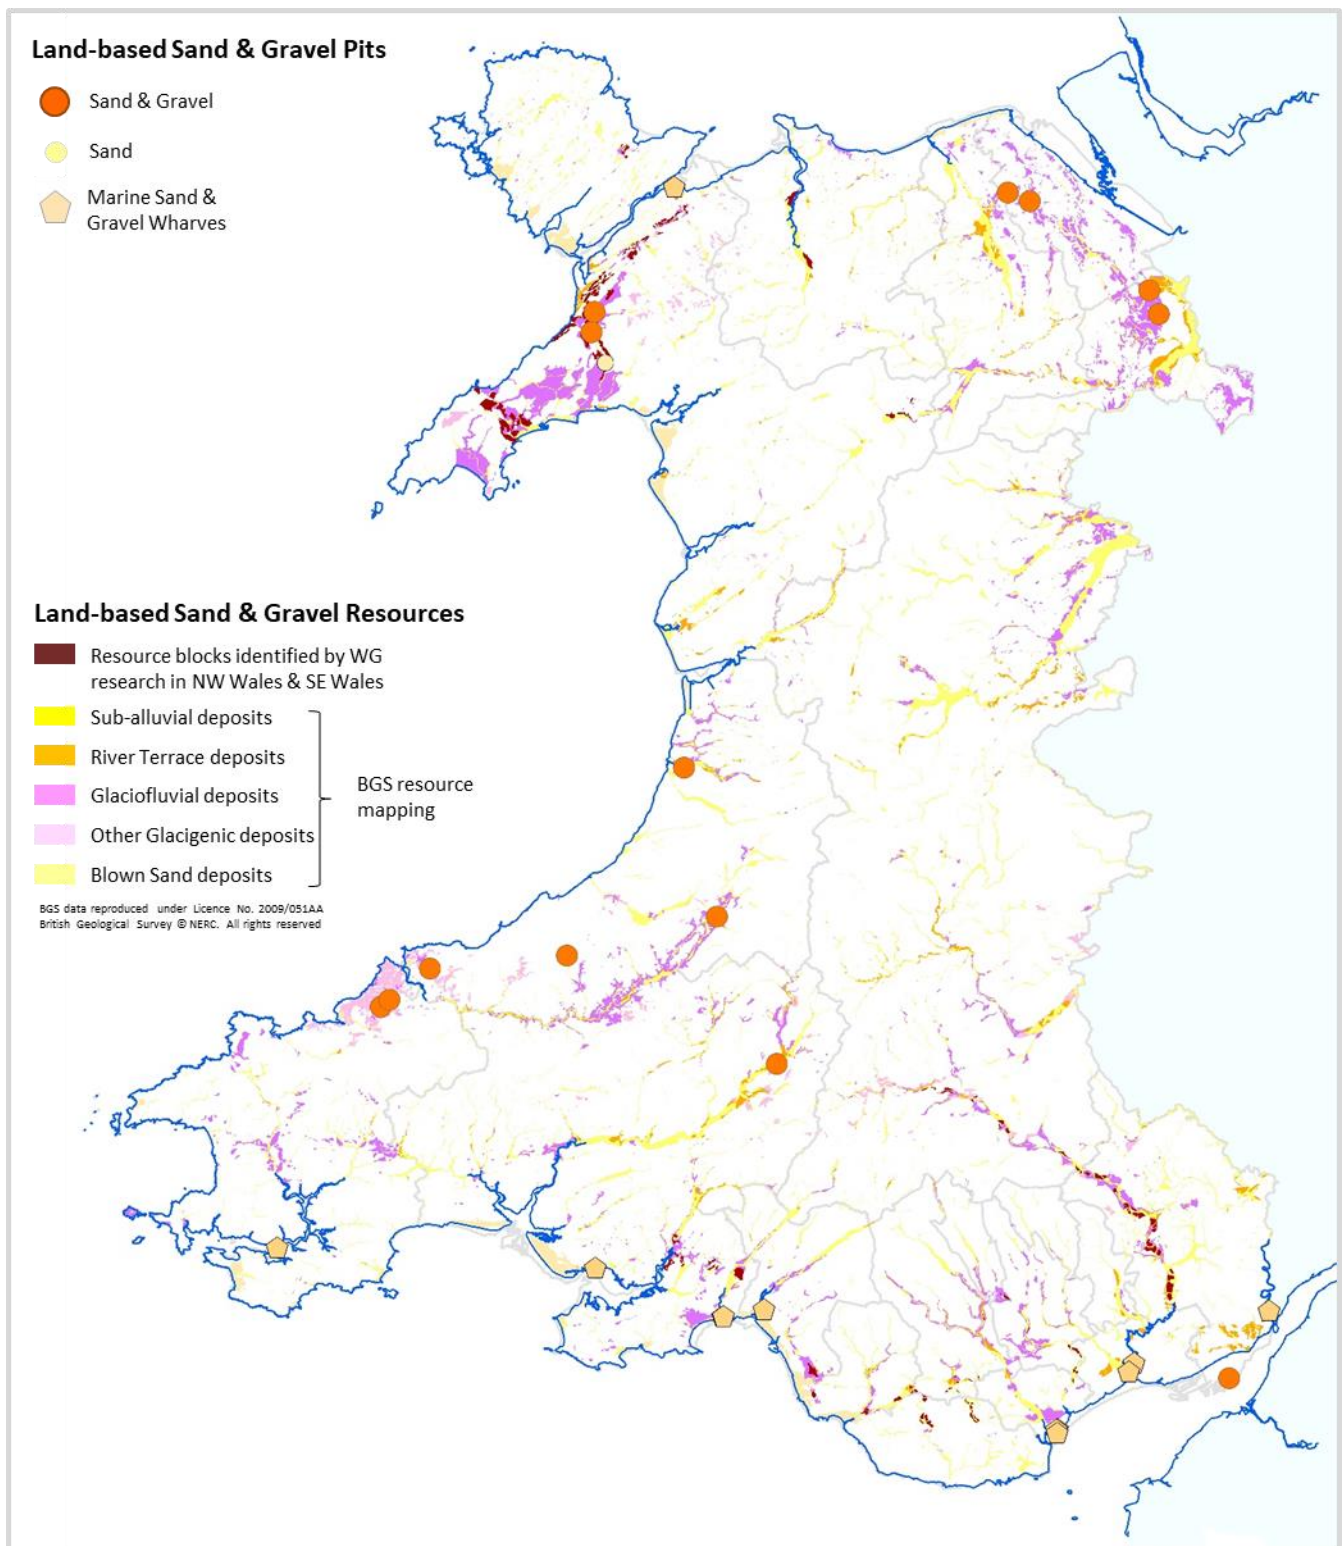 Land-based Sand & Gravel Pits
Sand & Gravel
Sand
Marine Sand &
Gravel Wharves
Land-based Sand & Gravel Resources
Resource blocks identified by WG
research in NW Wales & SE Wales
Sub-alluvial deposits
River Terrace deposits
Glaciofluvial deposits
Other Glacigenic deposits
Blown Sand deposits
BGS resource
mapping
BGS data reproduced under Licence No. 2009/051AA
British Geological Survey © NERC. All rights reserved